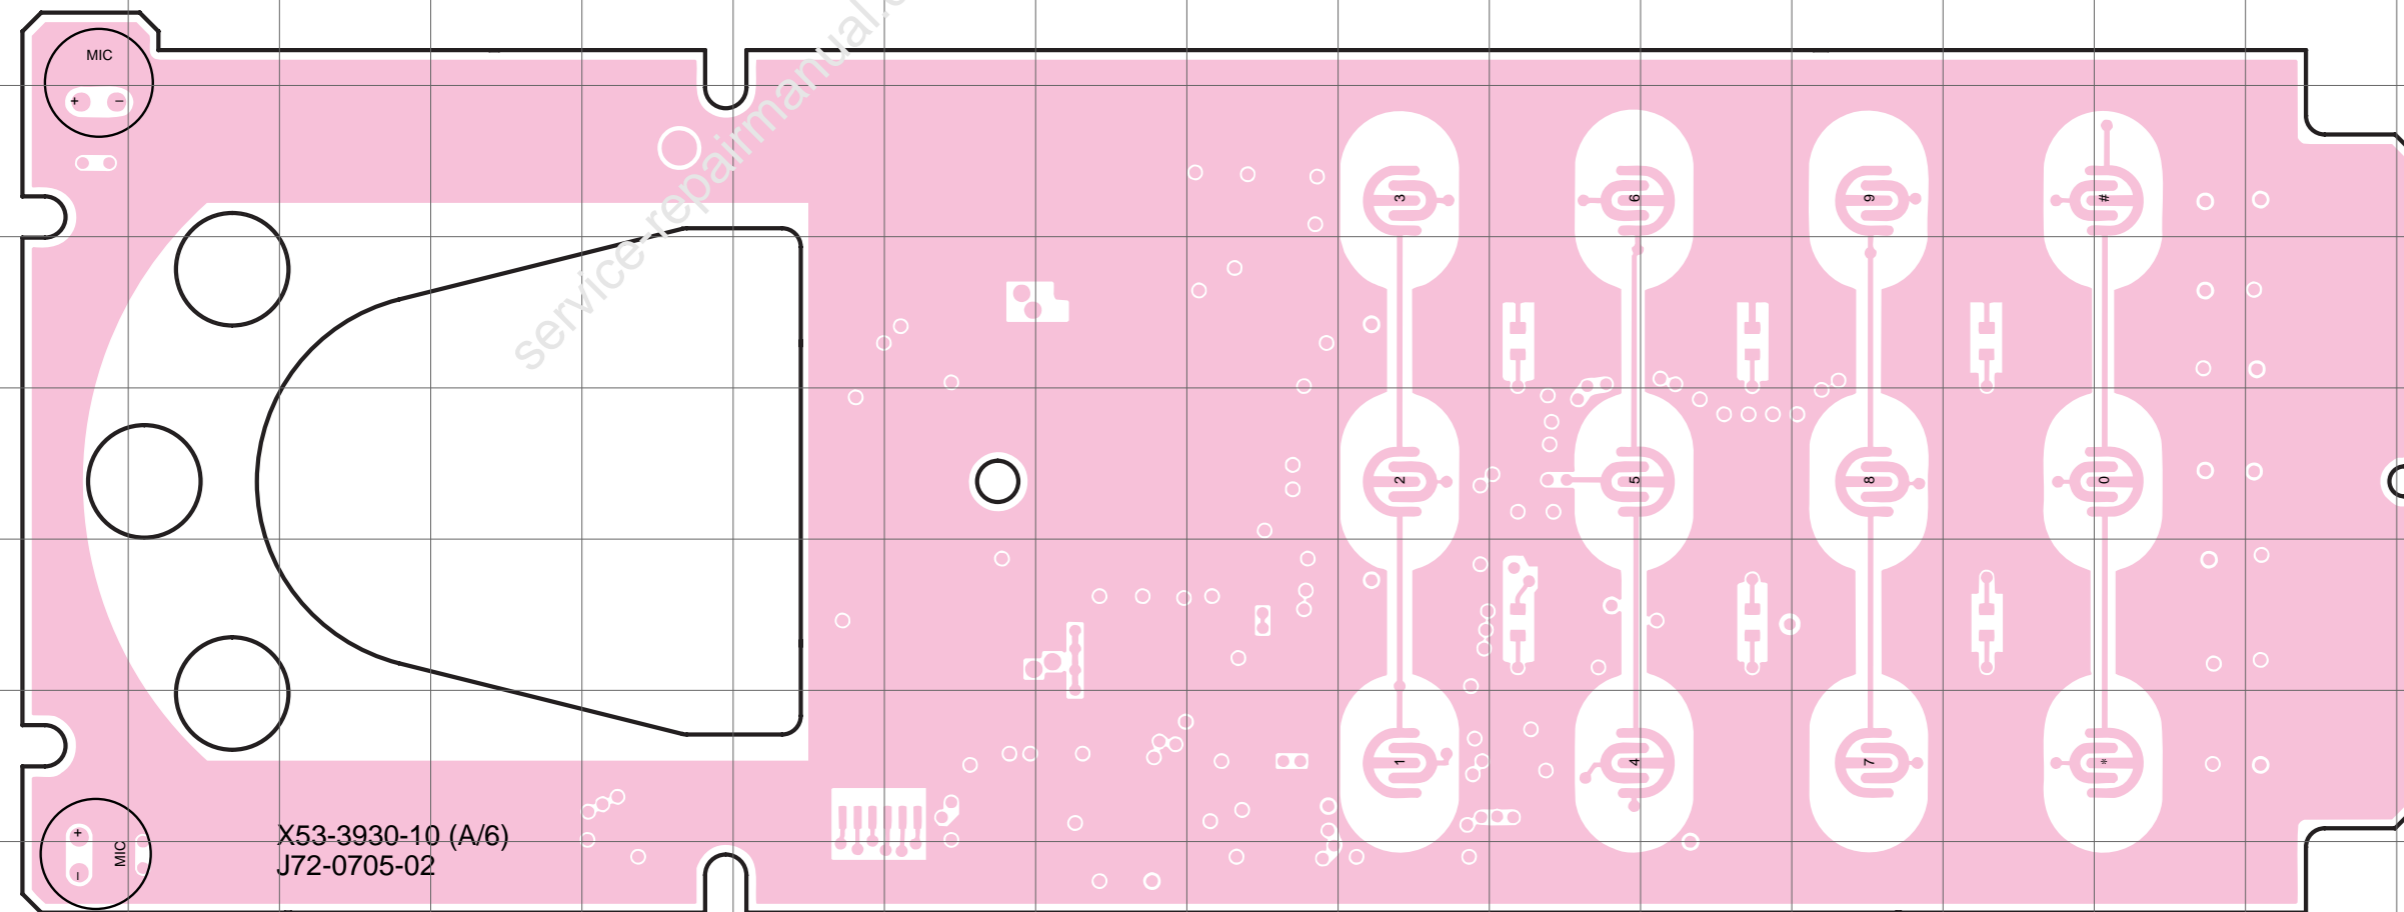 MIC
+ −
service-repairmanual.c
3 6 9 #
2 5 8 0
1 4 7 *
+
MIC
−
X53-3930-10 (A/6)
J72-0705-02